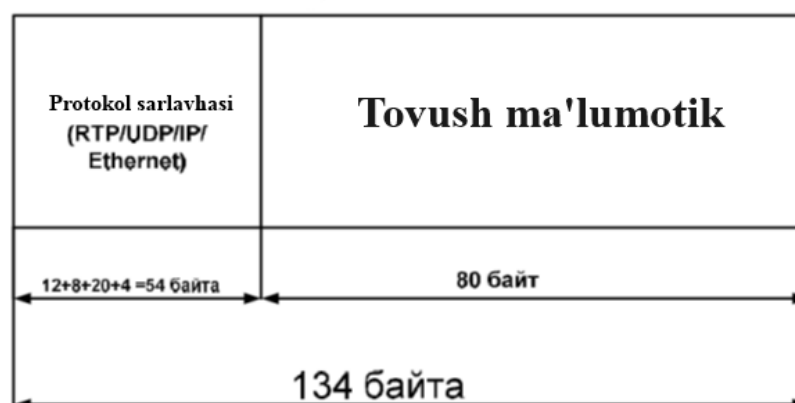 Protokol sarlavhasi
(RTP/UDP/IP/
Ethernet)
Tovush ma'lumotik
12+8+20+4 =54 байта
80 байт
134 байта